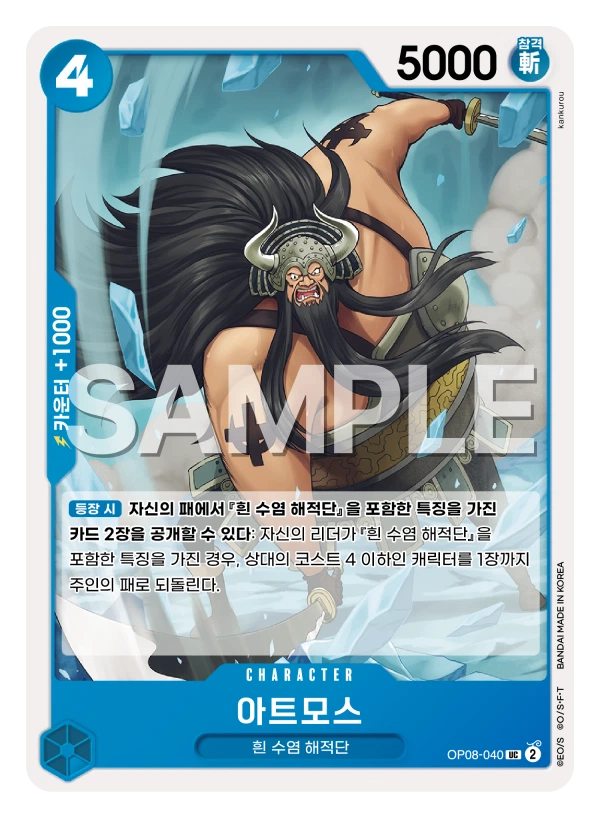 4
5000
참격
斬
kankurou
⚡카운터 +1000
SAMPLE
등장 시 자신의 패에서 『흰 수염 해적단』을 포함한 특징을 가진
카드 2장을 공개할 수 있다: 자신의 리더가 『흰 수염 해적단』을
포함한 특징을 가진 경우, 상대의 코스트 4 이하인 캐릭터를 1장까지
주인의 패로 되돌린다.
CHARACTER
아트모스
흰 수염 해적단
OP08-040 UC 2
©EO/S ©O/S·F·T BANDAI MADE IN KOREA